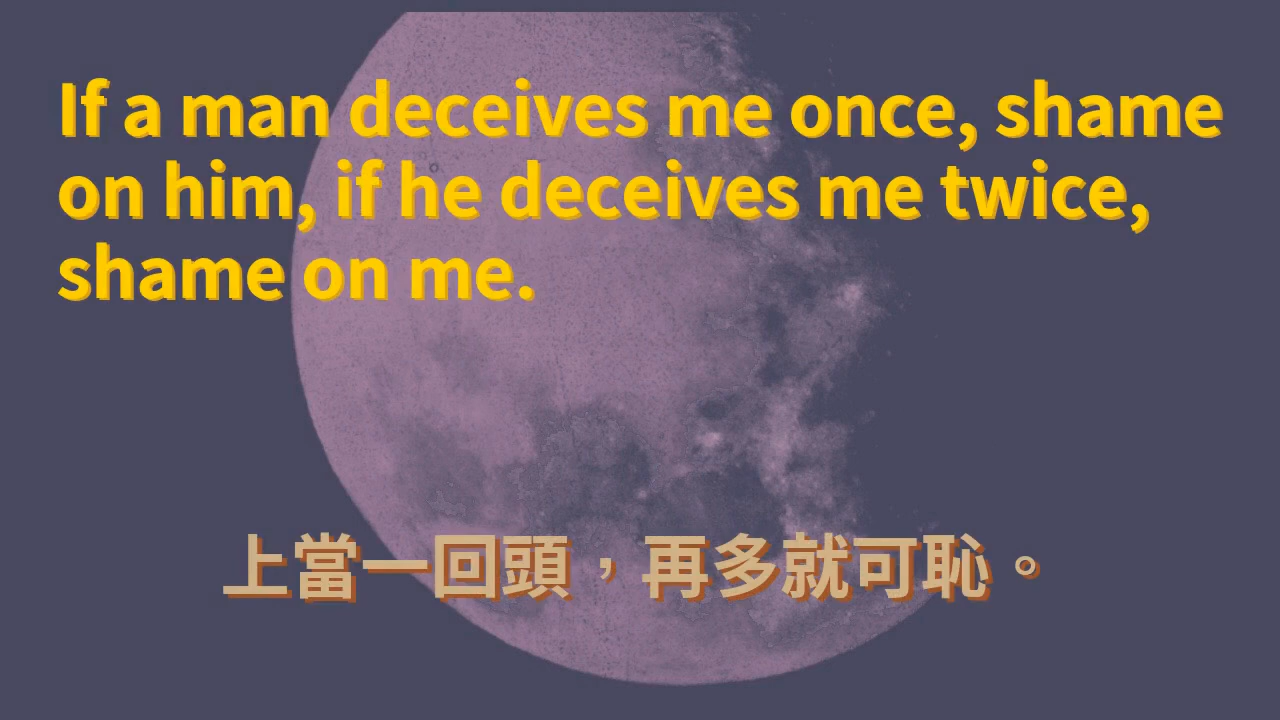 If a man deceives me once, shame
on him, if he deceives me twice,
shame on me.
上當一回頭，再多就可恥。